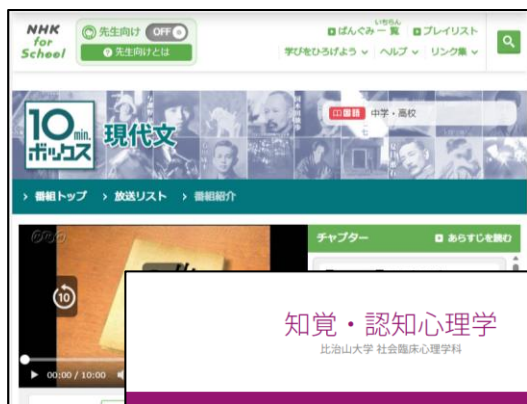 NHK
for
School
先生向け OFF
先生向けとは
いちらん
ばんぐみ一覧 プレイリスト
学びをひろげよう ヘルプ リンク集
10min.
ボックス
現代文
国語 中学・高校
番組トップ 放送リスト 番組紹介
チャプター あらすじを読む
10
00:00 / 10:00
知覚・認知心理学
比治山大学 社会臨床心理学科